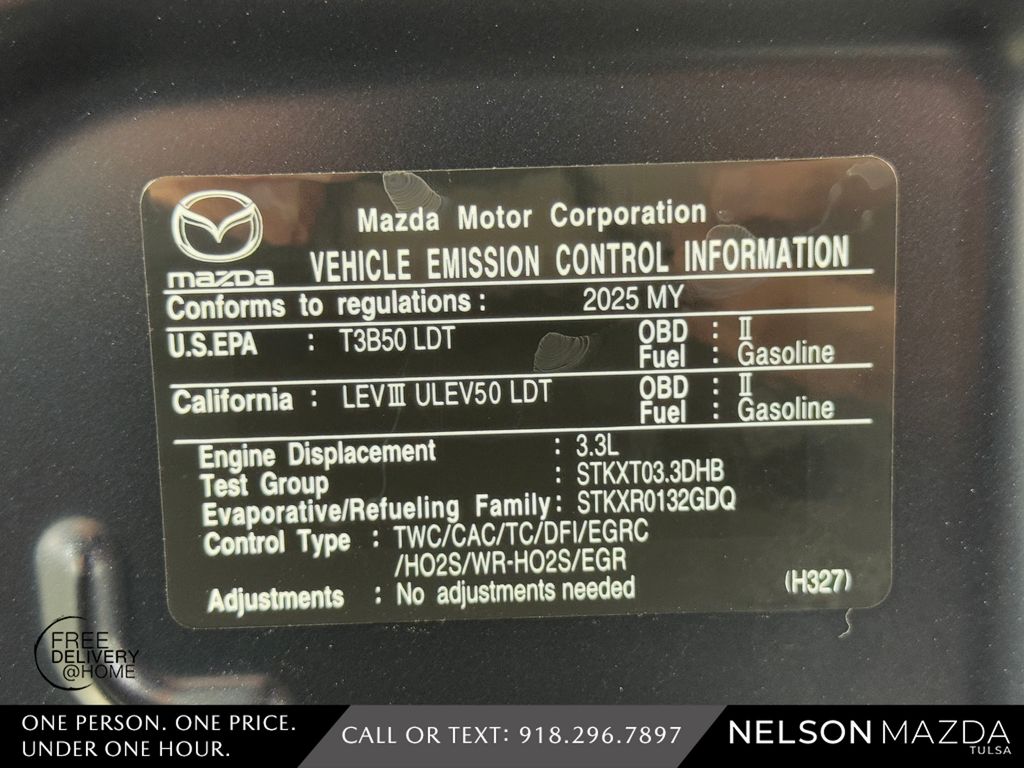 Mazda Motor Corporation
mazda
VEHICLE EMISSION CONTROL INFORMATION
Conforms to regulations : 2025 MY
U.S.EPA : T3B50 LDT OBD : II
Fuel : Gasoline
California : LEVIII ULEV50 LDT OBD : II
Fuel : Gasoline
Engine Displacement : 3.3L
Test Group : STKXT03.3DHB
Evaporative/Refueling Family : STKXR0132GDQ
Control Type : TWC/CAC/TC/DFI/EGRC
/HO2S/WR-HO2S/EGR
Adjustments : No adjustments needed (H327)
FREE
DELIVERY
@HOME
ONE PERSON. ONE PRICE.
UNDER ONE HOUR.
CALL OR TEXT: 918.296.7897
NELSON MAZDA
TULSA